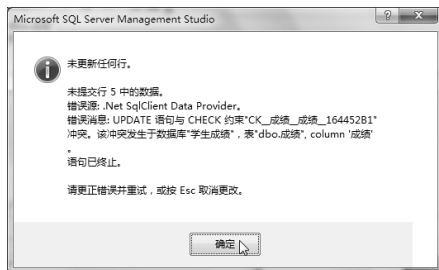 Microsoft SQL Server Management Studio
未更新任何行。
未提交行 5 中的数据。
错误源: .Net SqlClient Data Provider。
错误消息: UPDATE 语句与 CHECK 约束"CK__成绩__成绩__164452B1"
冲突。该冲突发生于数据库"学生成绩"，表"dbo.成绩", column '成绩'
。
语句已终止。
请更正错误并重试，或按 Esc 取消更改。
确定